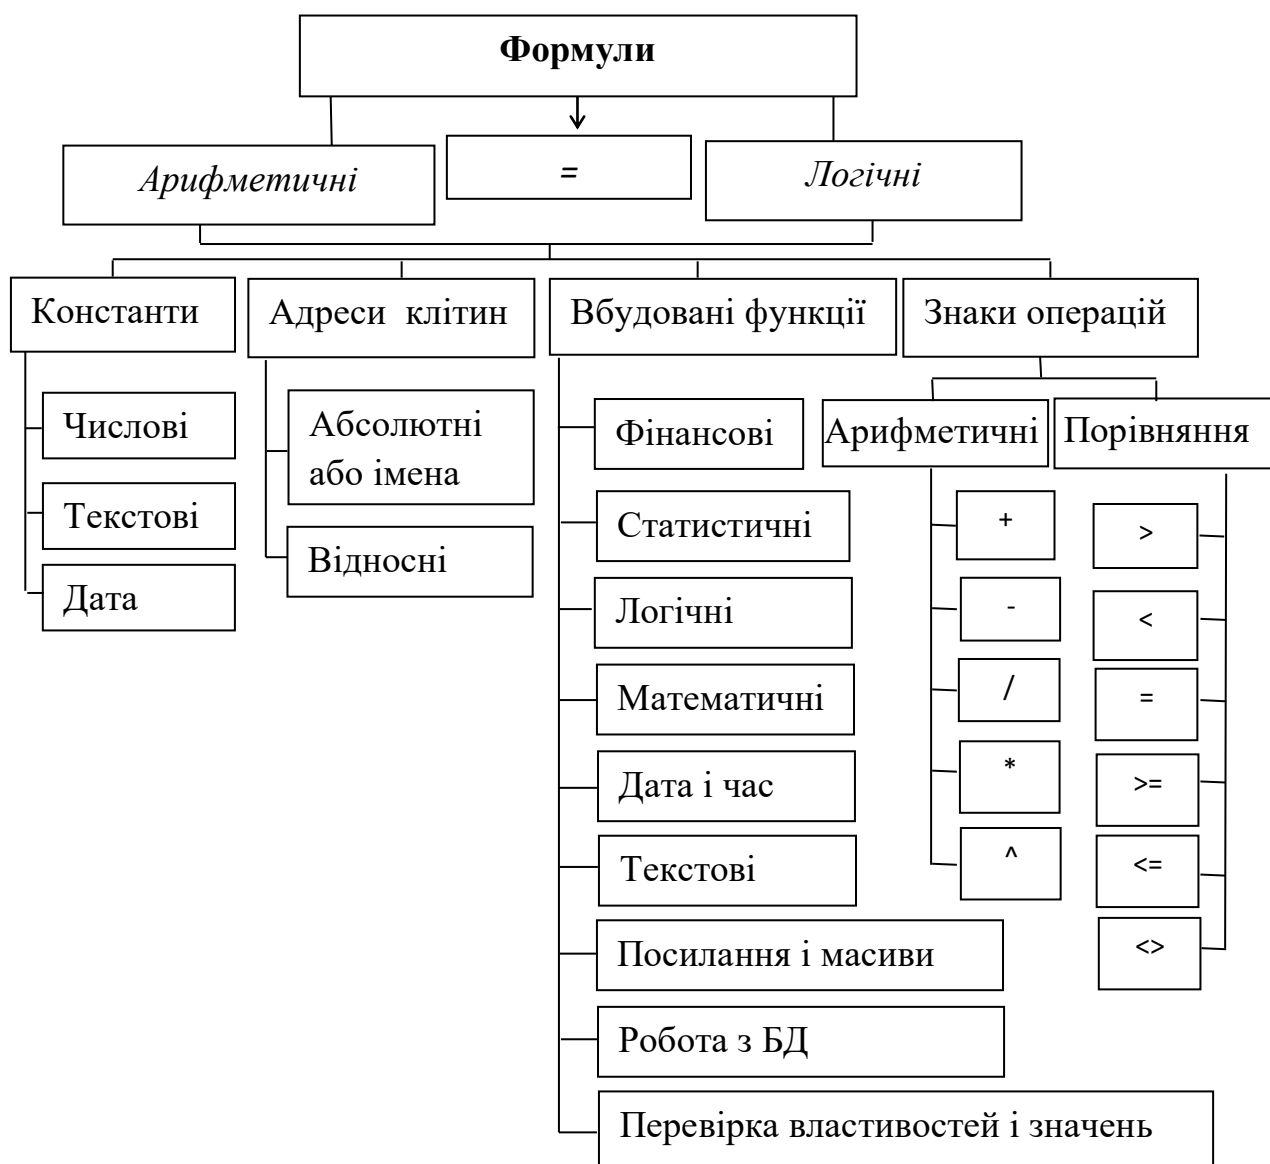 Формули
Арифметичні
=
Логічні
Константи
Адреси клітин
Вбудовані функції
Знаки операцій
Числові
Текстові
Дата
Абсолютні
або імена
Відносні
Фінансові
Статистичні
Логічні
Математичні
Дата і час
Текстові
Посилання і масиви
Робота з БД
Перевірка властивостей і значень
Арифметичні
+
-
/
*
^
Порівняння
>
<
=
>=
<=
<>